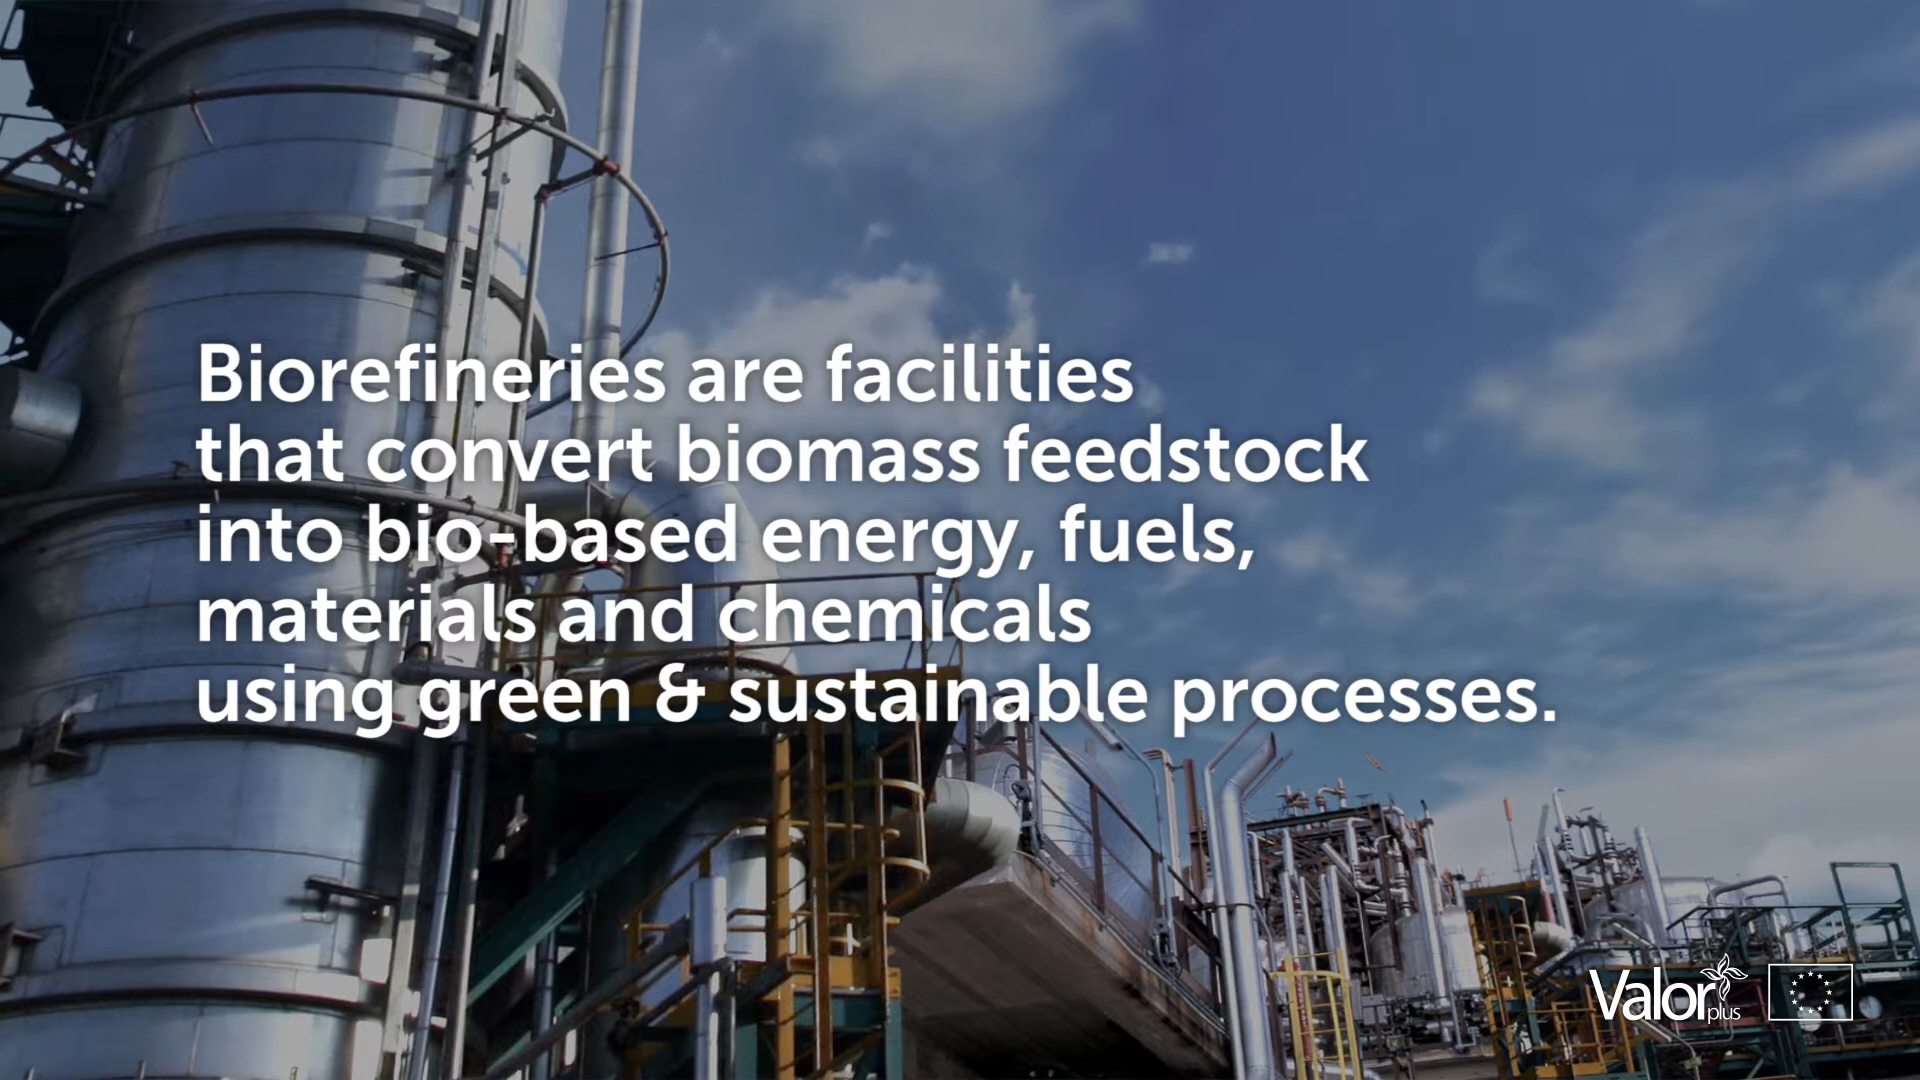 Biorefineries are facilities
that convert biomass feedstock
into bio-based energy, fuels,
materials and chemicals
using green & sustainable processes.
Valor plus